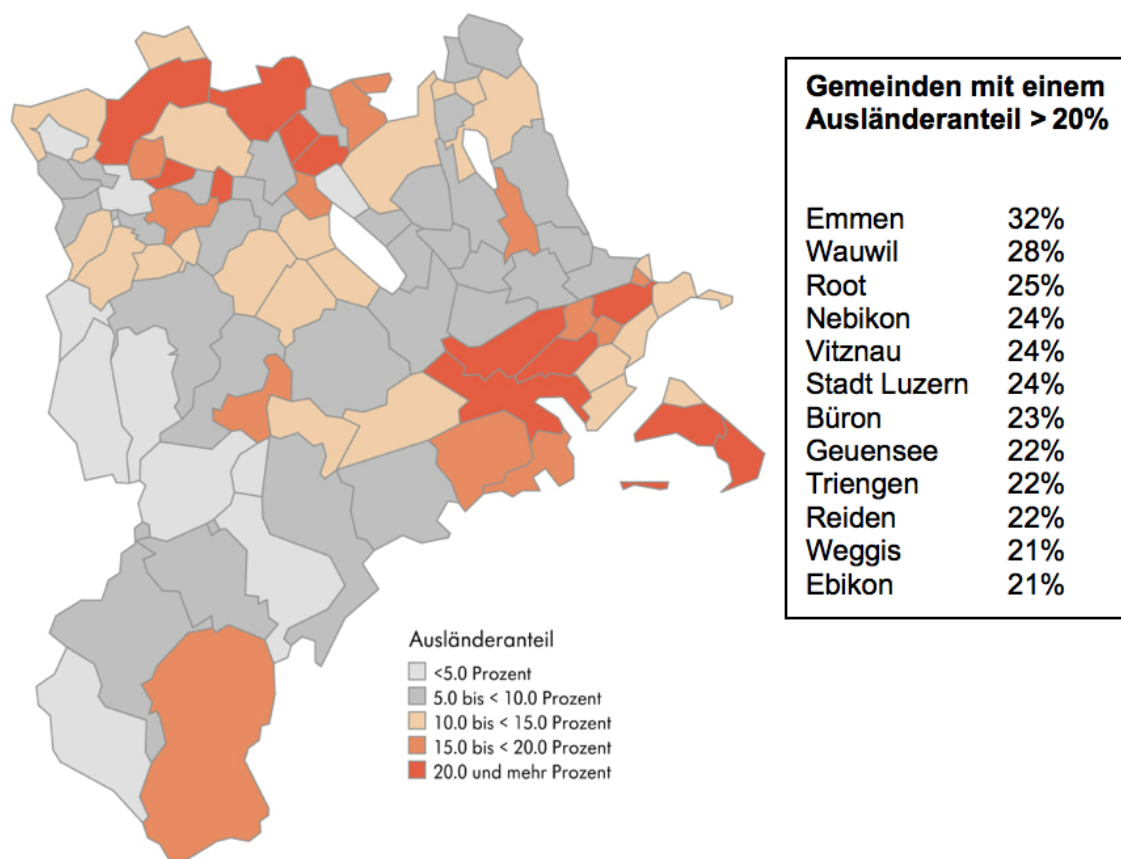 Gemeinden mit einem
Ausländeranteil > 20%
Emmen 32%
Wauwil 28%
Root 25%
Nebikon 24%
Vitznau 24%
Stadt Luzern 24%
Büron 23%
Geuensee 22%
Triengen 22%
Reiden 22%
Weggis 21%
Ebikon 21%
Ausländeranteil
<5.0 Prozent
5.0 bis < 10.0 Prozent
10.0 bis < 15.0 Prozent
15.0 bis < 20.0 Prozent
20.0 und mehr Prozent